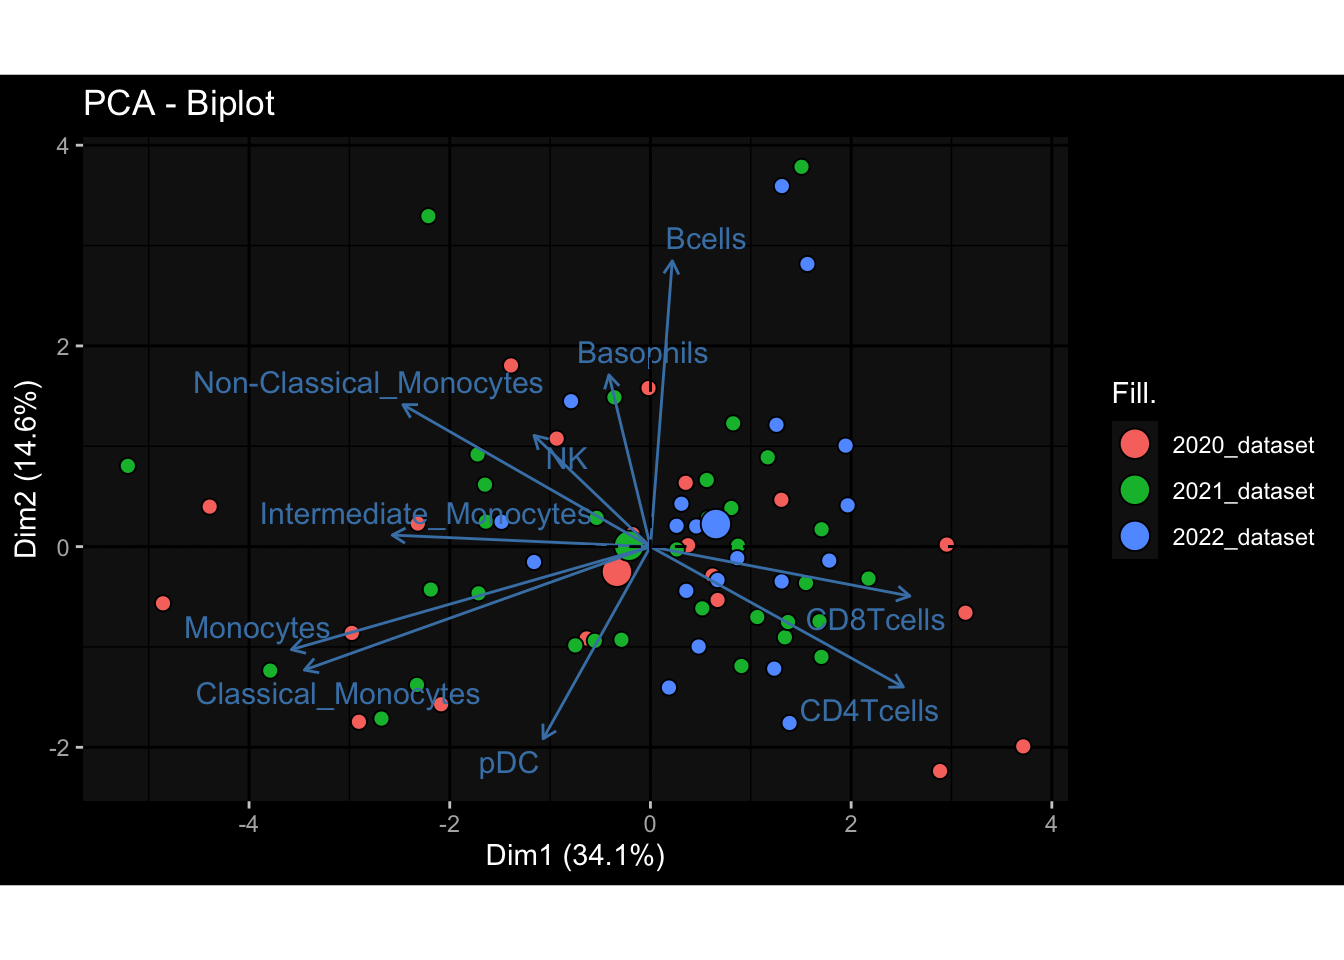 PCA - Biplot
4
2
0
-2
Dim2 (14.6%)
Bcells
Basophils
Non-Classical_Monocytes
NK
Intermediate_Monocytes
CD8Tcells
Monocytes
Classical_Monocytes
CD4Tcells
pDC
-4
-2
0
2
4
Dim1 (34.1%)
Fill.
2020_dataset
2021_dataset
2022_dataset